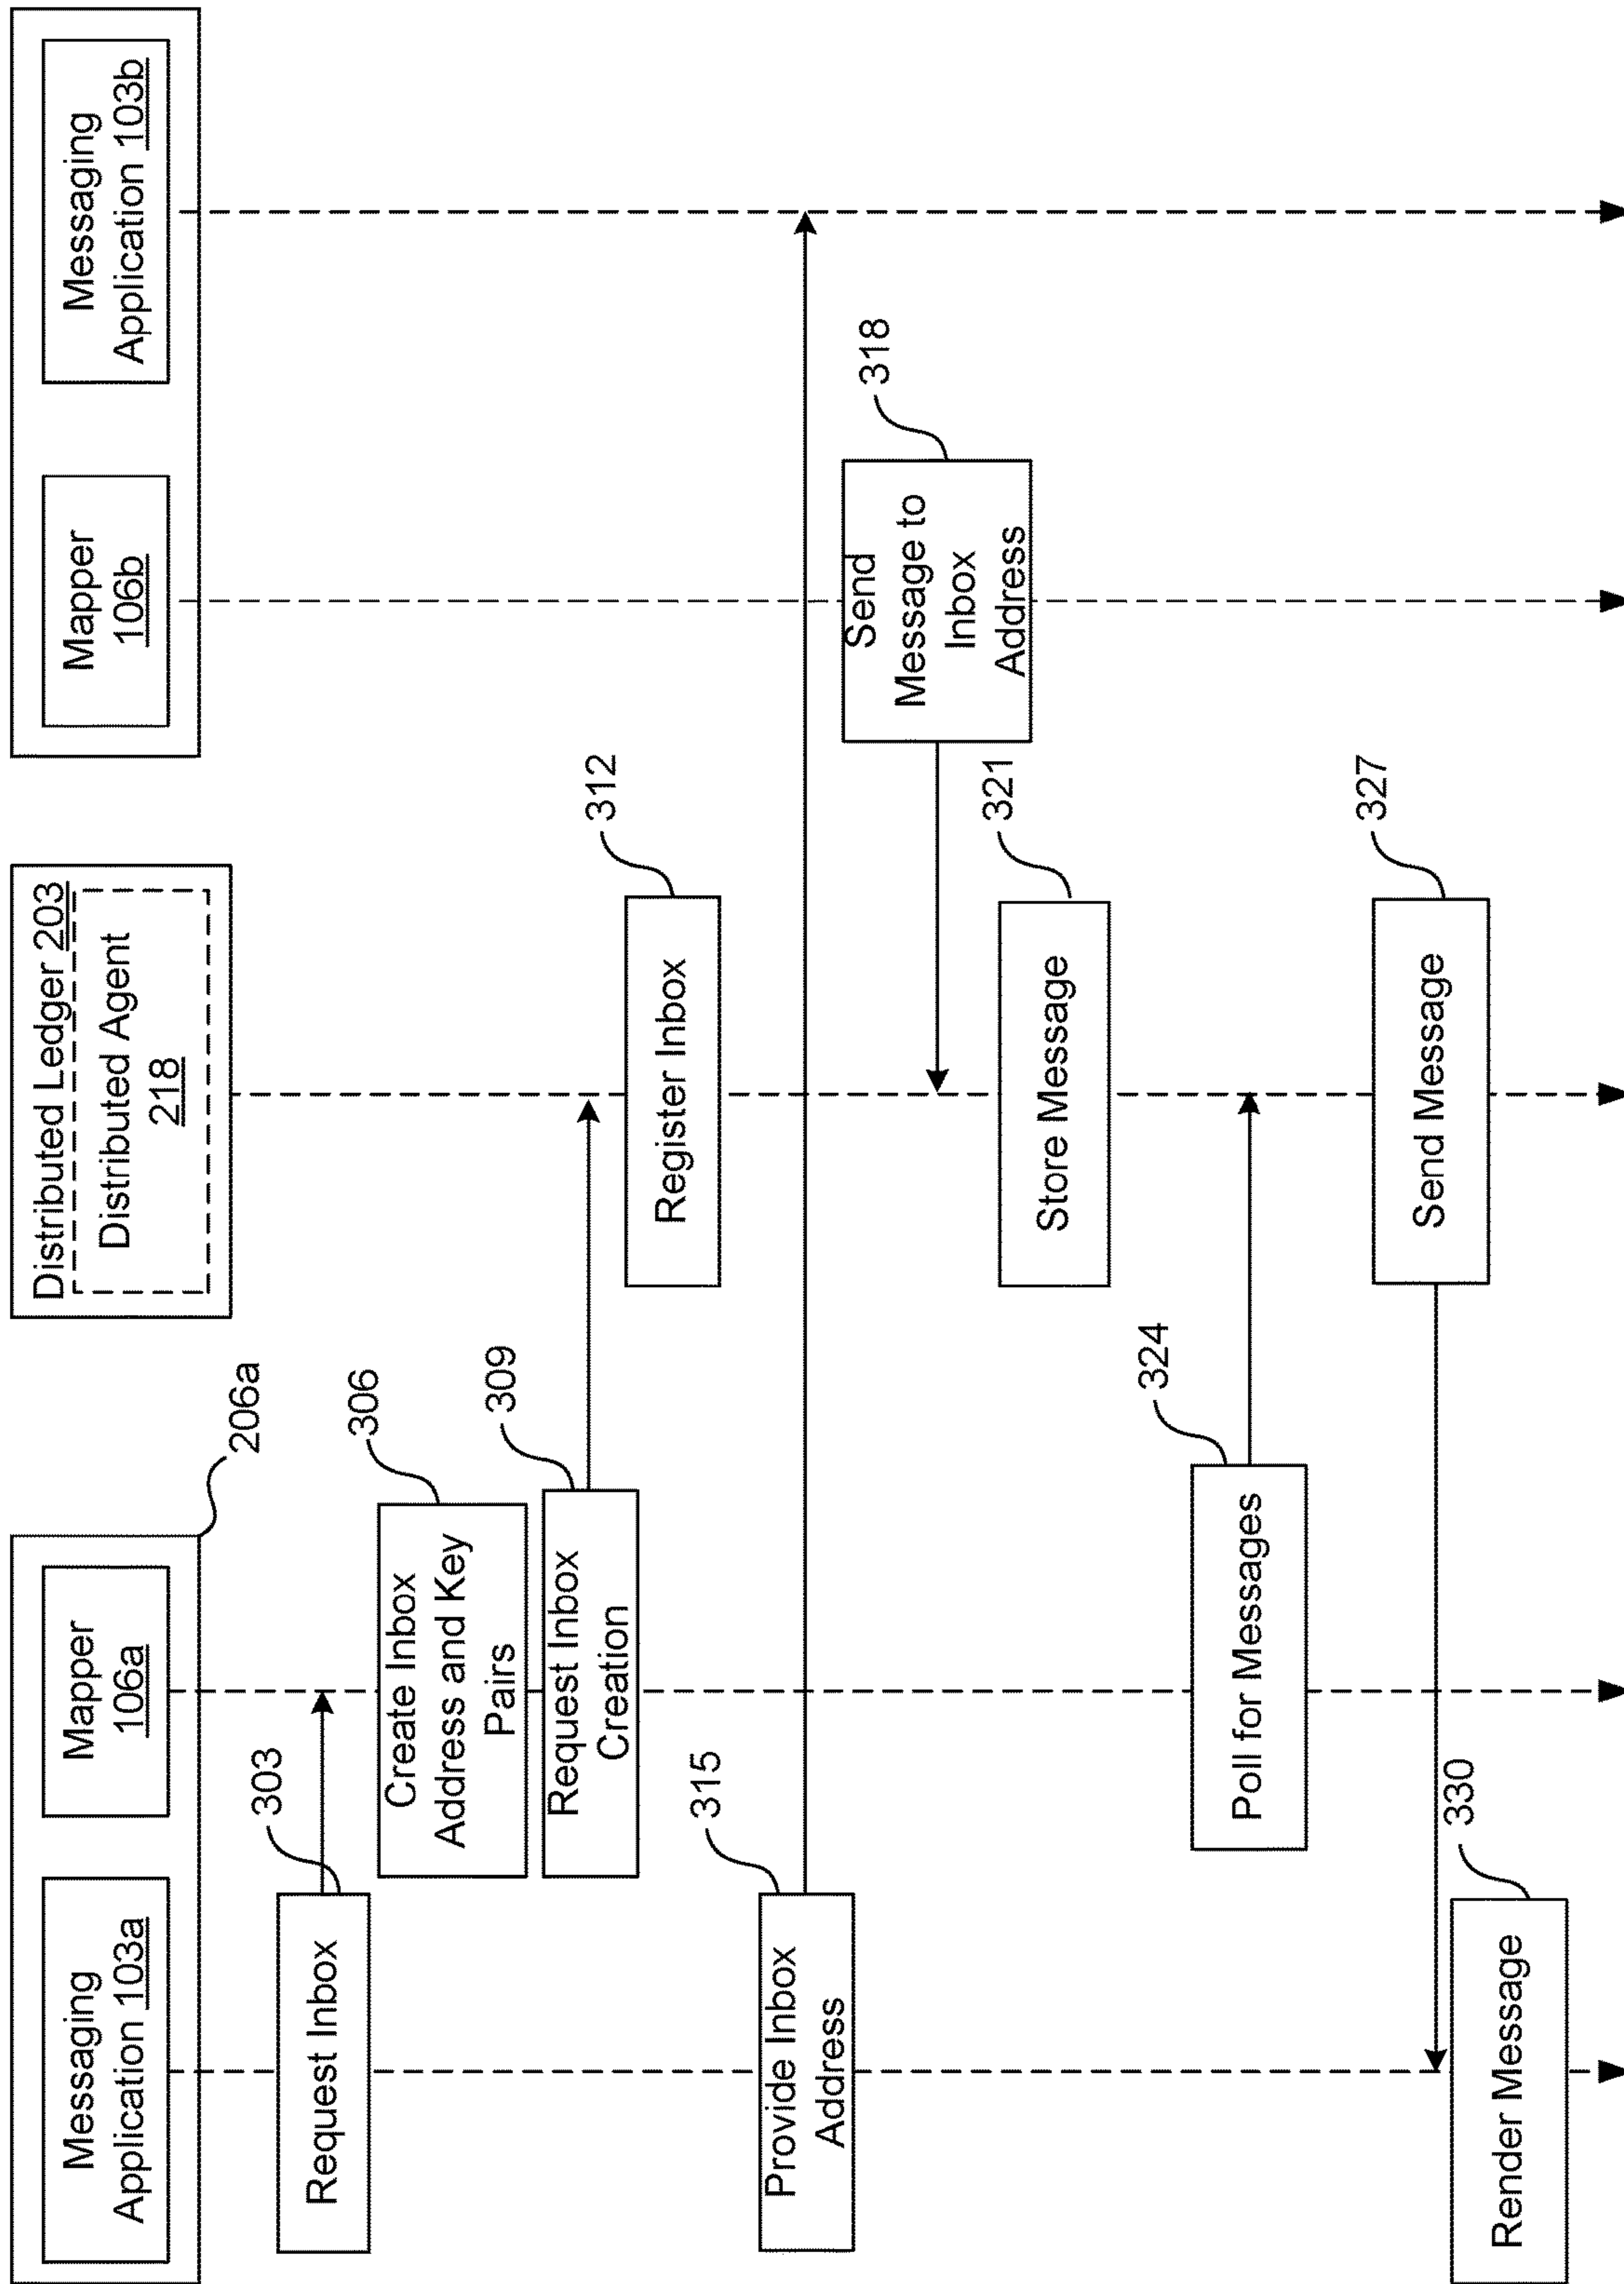 Messaging
Application 103a
Mapper
106a
206a
Distributed Ledger 203
Distributed Agent
218
Mapper
106b
Messaging
Application 103b
Request Inbox
303
Create Inbox
Address and Key
Pairs
306
Request Inbox
Creation
309
Register Inbox
312
Provide Inbox
Address
315
Send
Message to
Inbox
Address
318
Store Message
321
Poll for Messages
324
Send Message
327
Render Message
330